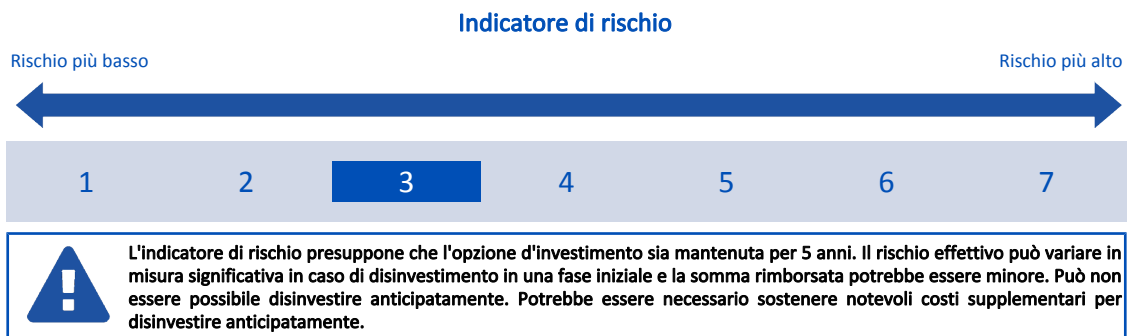 Indicatore di rischio
Rischio più basso
Rischio più alto
1 2 3 4 5 6 7
L'indicatore di rischio presuppone che l'opzione d'investimento sia mantenuta per 5 anni. Il rischio effettivo può variare in
misura significativa in caso di disinvestimento in una fase iniziale e la somma rimborsata potrebbe essere minore. Può non
essere possibile disinvestire anticipatamente. Potrebbe essere necessario sostenere notevoli costi supplementari per
disinvestire anticipatamente.